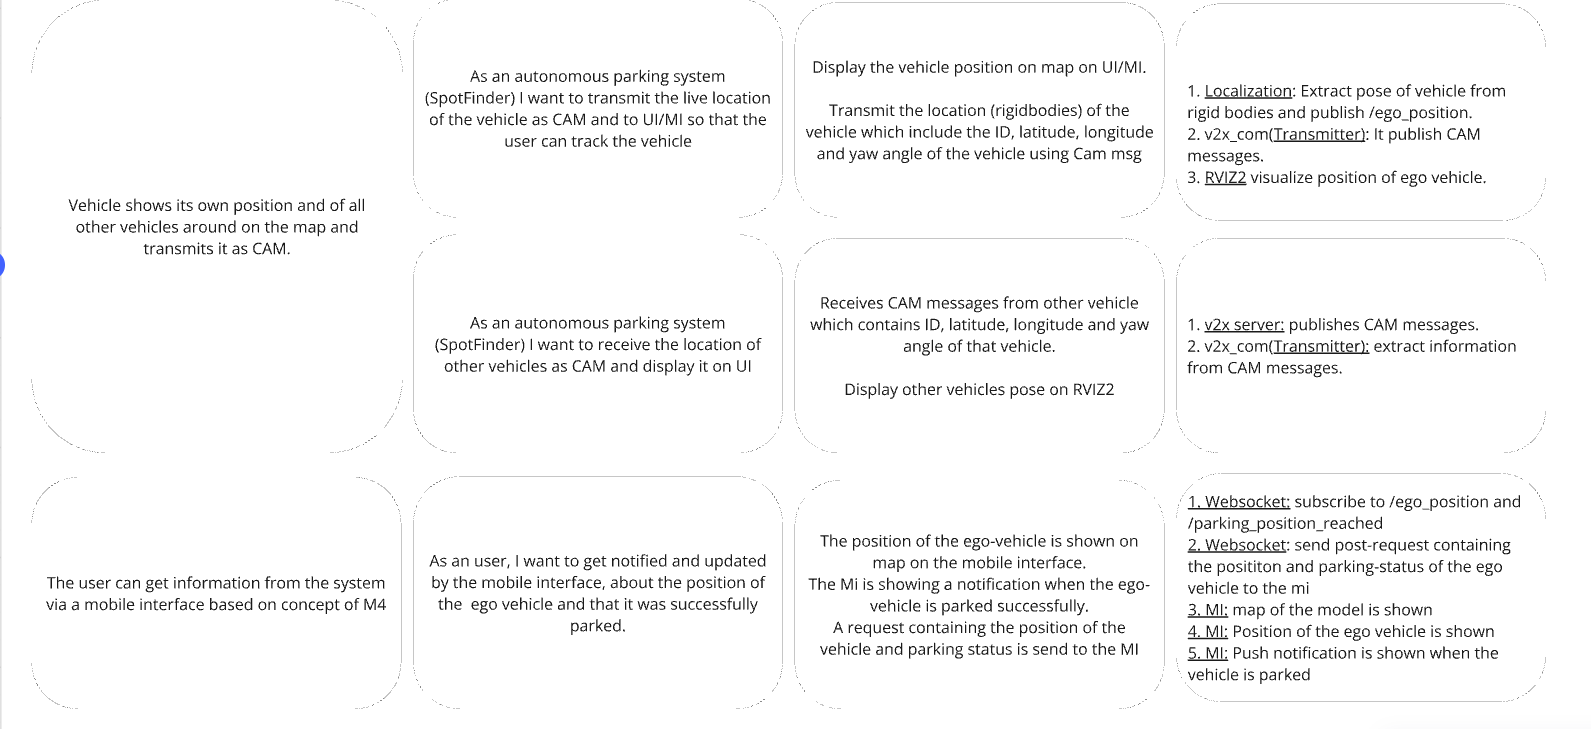 Vehicle shows its own position and of all
other vehicles around on the map and
transmits it as CAM.
As an autonomous parking system
(SpotFinder) I want to transmit the live location
of the vehicle as CAM and to UI/MI so that the
user can track the vehicle
Display the vehicle position on map on UI/MI.
Transmit the location (rigidbodies) of the
vehicle which include the ID, latitude, longitude
and yaw angle of the vehicle using Cam msg
1. Localization: Extract pose of vehicle from
rigid bodies and publish /ego_position.
2. v2x_com(Transmitter): It publish CAM
messages.
3. RVIZ2 visualize position of ego vehicle.
As an autonomous parking system
(SpotFinder) I want to receive the location of
other vehicles as CAM and display it on UI
Receives CAM messages from other vehicle
which contains ID, latitude, longitude and yaw
angle of that vehicle.
Display other vehicles pose on RVIZ2
1. v2x server: publishes CAM messages.
2. v2x_com(Transmitter): extract information
from CAM messages.
The user can get information from the system
via a mobile interface based on concept of M4
As an user, I want to get notified and updated
by the mobile interface, about the position of
the  ego vehicle and that it was successfully
parked.
The position of the ego-vehicle is shown on
map on the mobile interface.
The Mi is showing a notification when the ego-
vehicle is parked successfully.
A request containing the position of the
vehicle and parking status is send to the MI
1. Websocket: subscribe to /ego_position and
/parking_position_reached
2. Websocket: send post-request containing
the posititon and parking-status of the ego
vehicle to the mi
3. MI: map of the model is shown
4. MI: Position of the ego vehicle is shown
5. MI: Push notification is shown when the
vehicle is parked